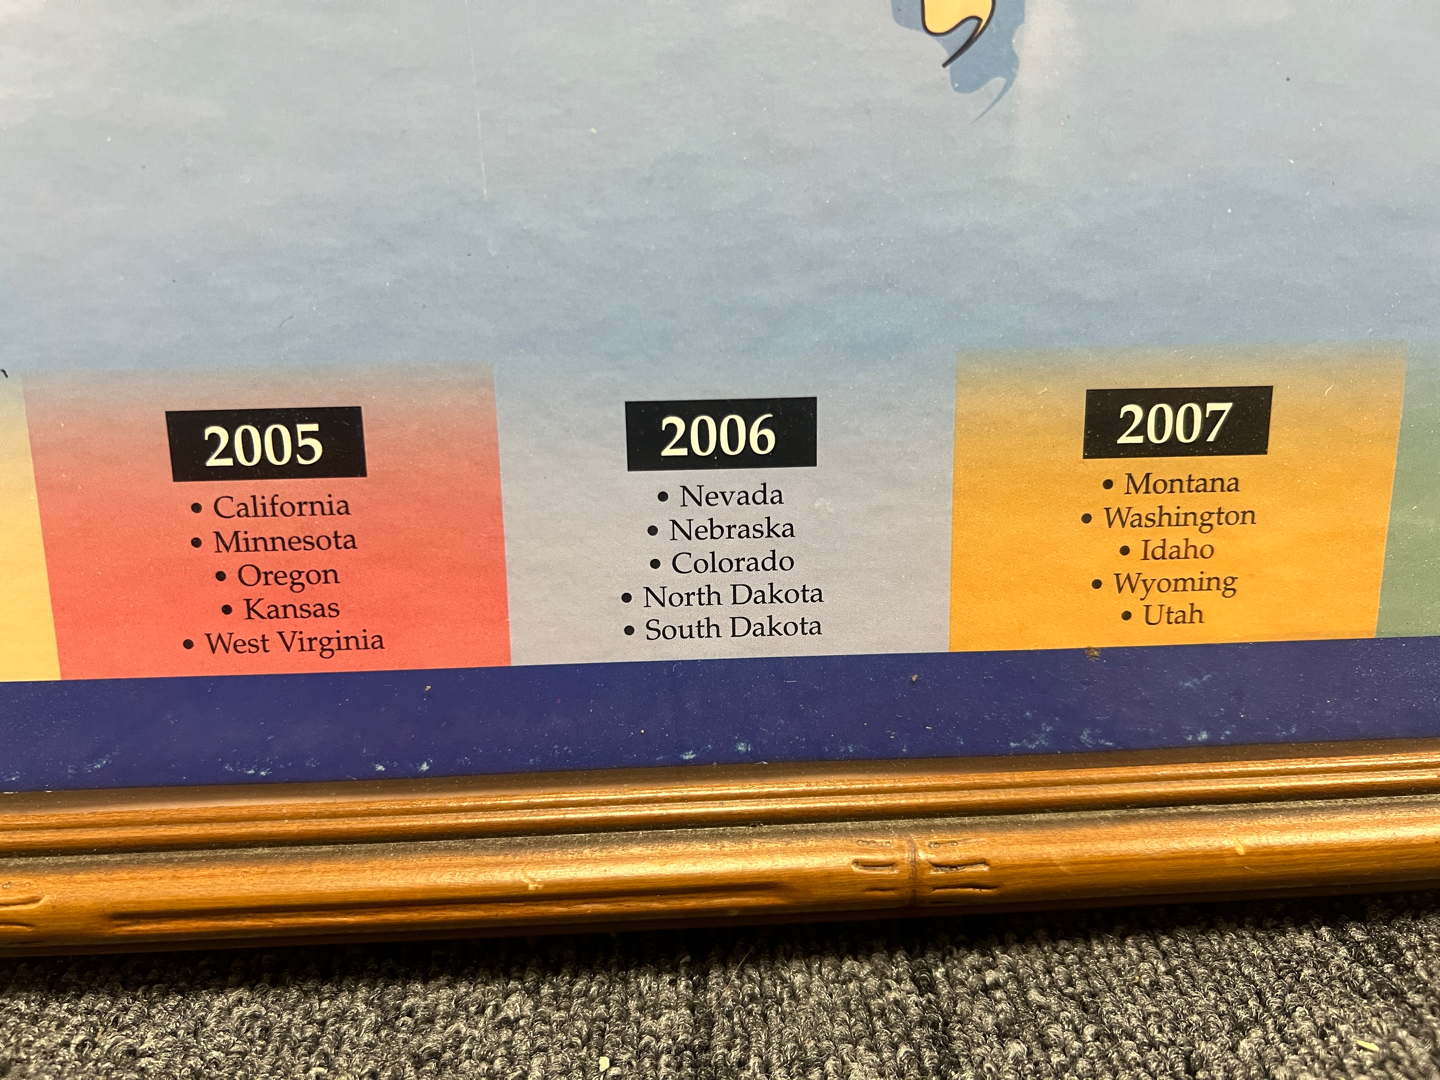 2005
• California
• Minnesota
• Oregon
• Kansas
• West Virginia
2006
• Nevada
• Nebraska
• Colorado
• North Dakota
• South Dakota
2007
• Montana
• Washington
• Idaho
• Wyoming
• Utah